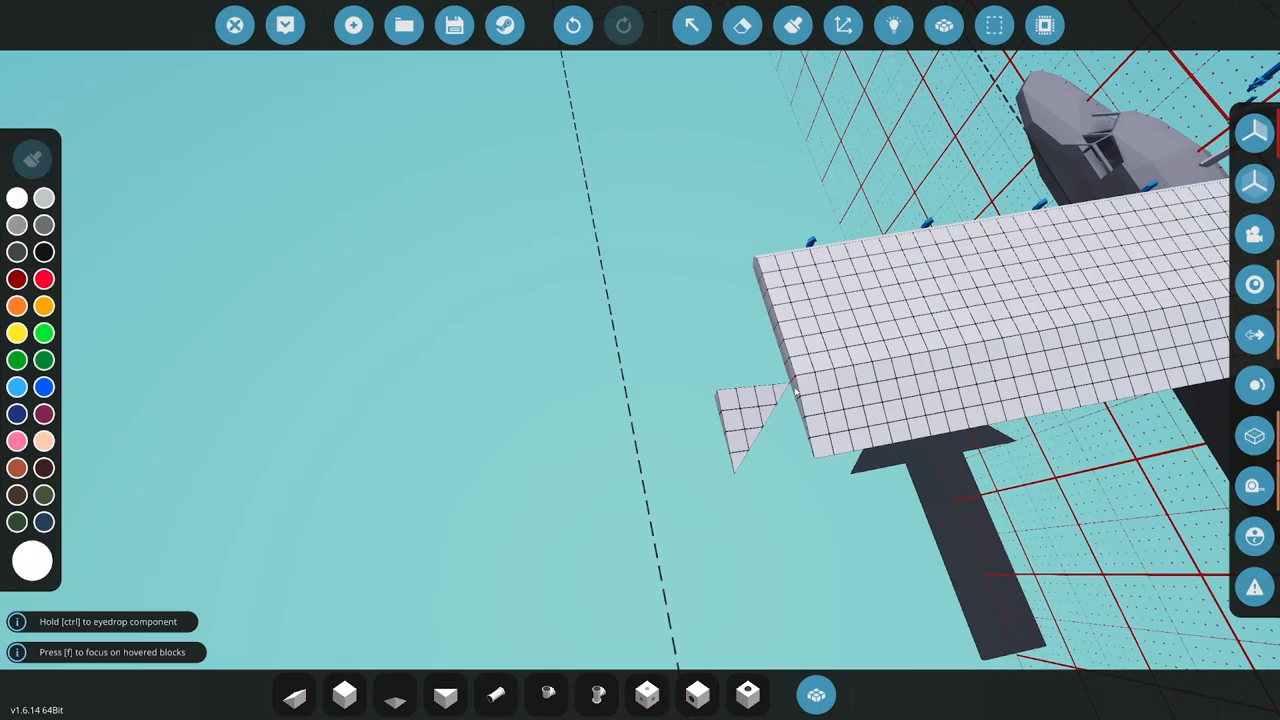 Hold [ctrl] to eyedrop component
Press [f] to focus on hovered blocks
v1.6.14 64Bit